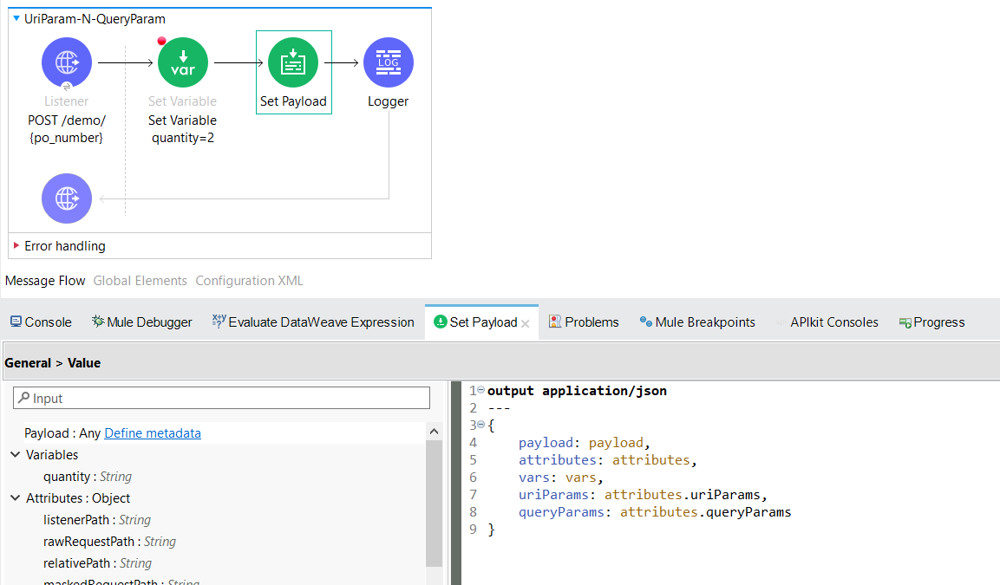 UriParam-N-QueryParam
var
LOG
Listener
Set Variable
Set Payload
Logger
POST /demo/
{po_number}
Set Variable
quantity=2
Error handling
Message Flow Global Elements Configuration XML
Console Mule Debugger Evaluate DataWeave Expression Set Payload Problems Mule Breakpoints APIkit Consoles Progress
General > Value
Input
Payload : Any Define metadata
Variables
quantity : String
Attributes : Object
listenerPath : String
rawRequestPath : String
relativePath : String
maskedRequestPath : String
1 output application/json
2 ---
3 {
4     payload: payload,
5     attributes: attributes,
6     vars: vars,
7     uriParams: attributes.uriParams,
8     queryParams: attributes.queryParams
9 }